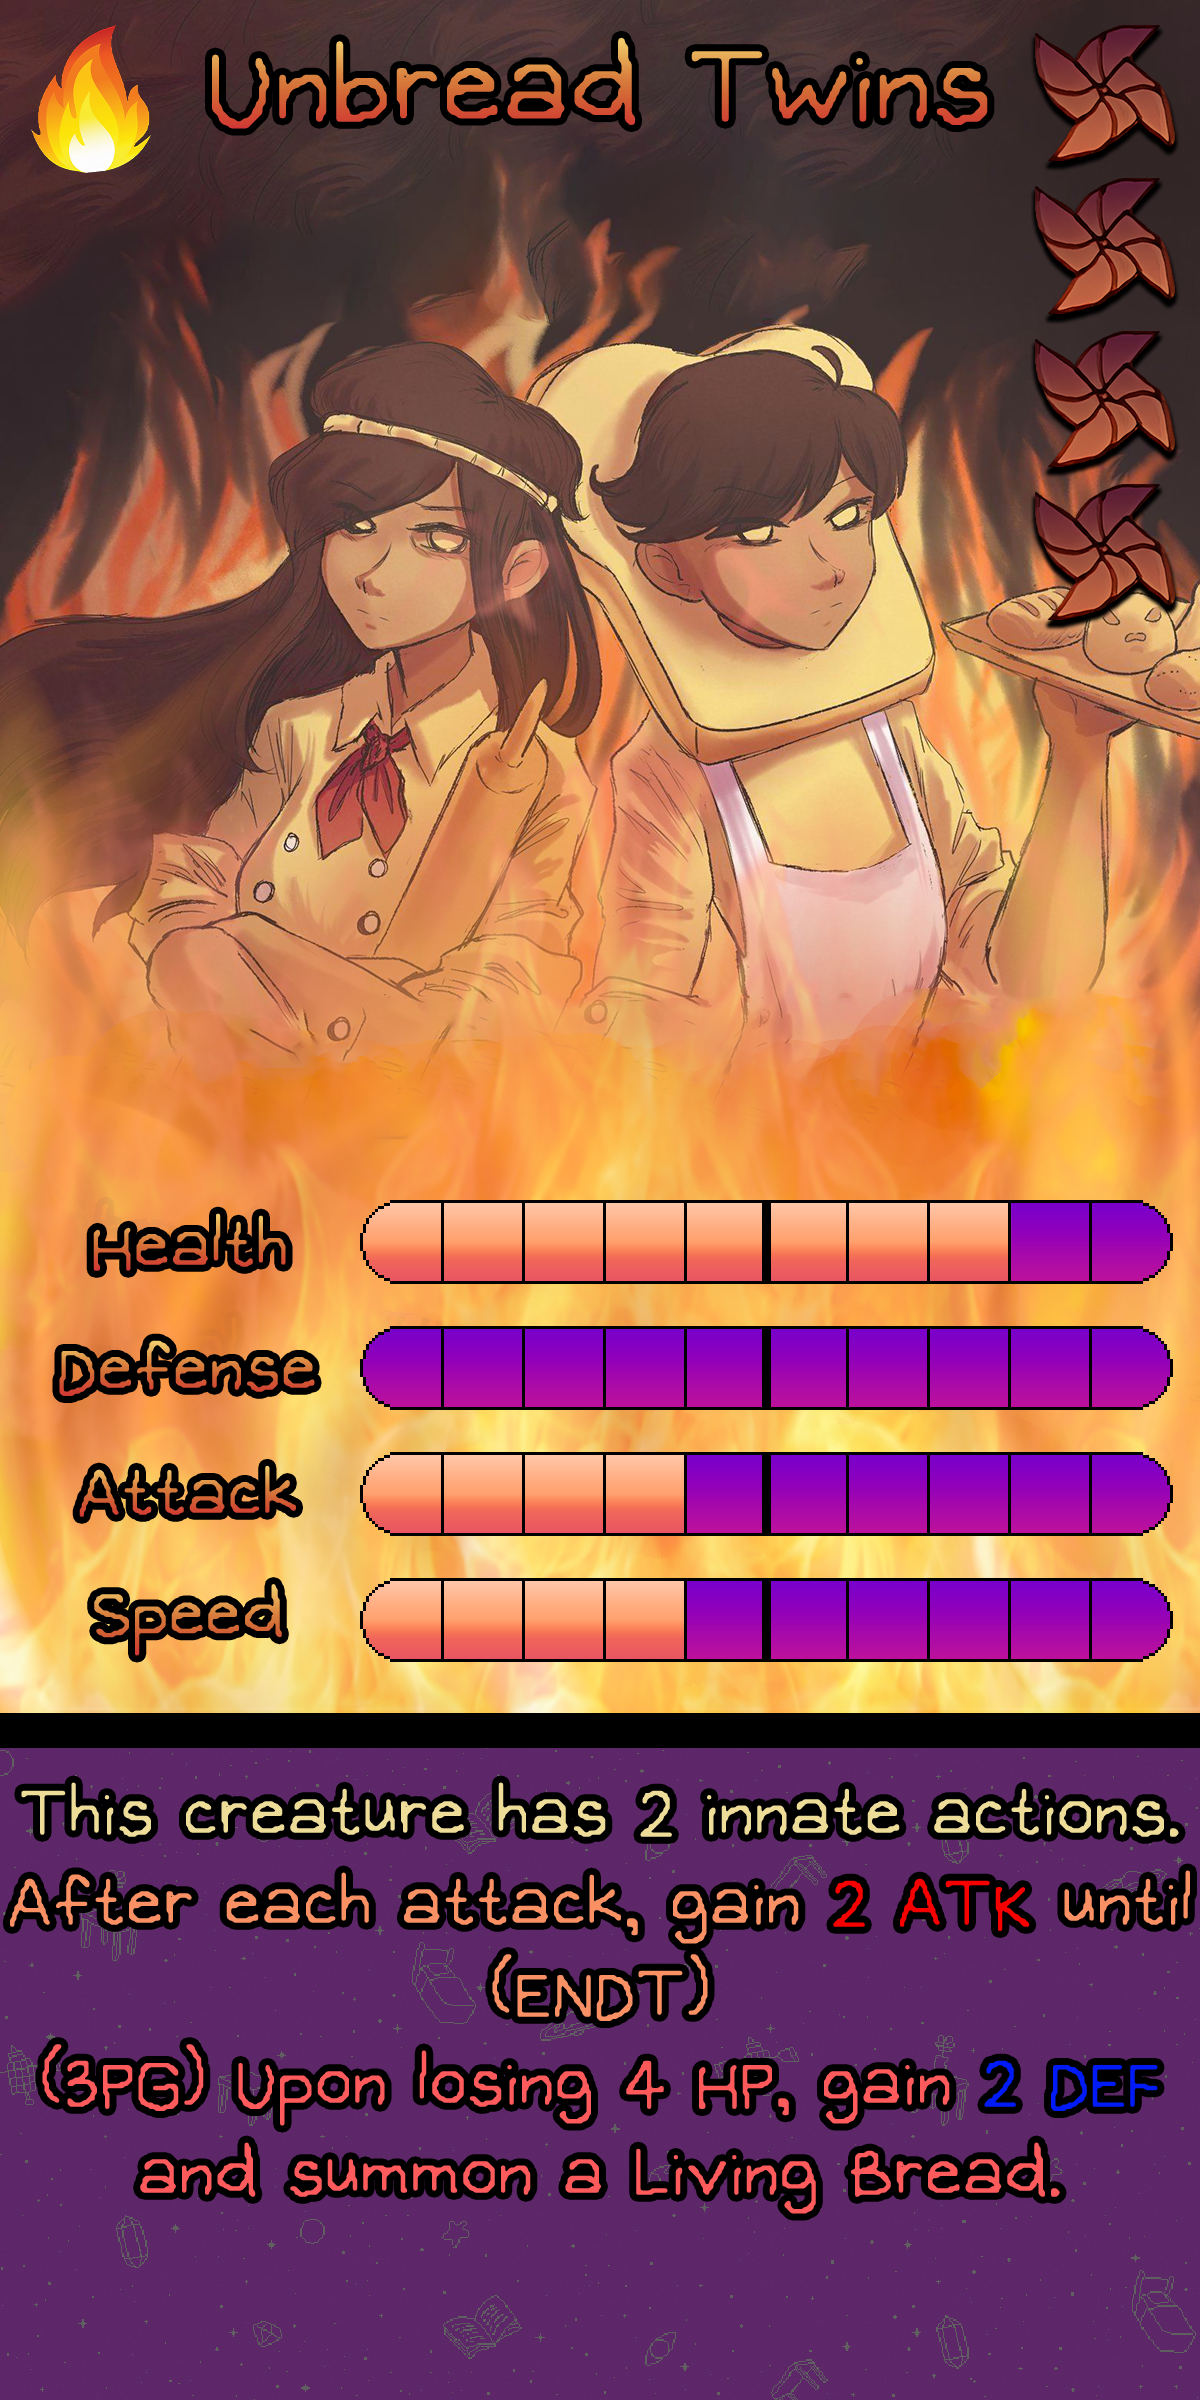 Unbread Twins
Health
Defense
Attack
Speed
This creature has 2 innate actions.
After each attack, gain 2 ATK until
(ENDT)
(3PG) Upon losing 4 HP, gain 2 DEF
and summon a Living Bread.